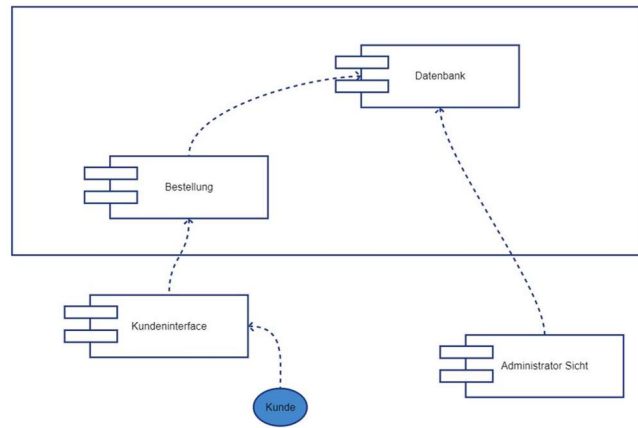 Datenbank
Bestellung
Kundeninterface
Administrator Sicht
Kunde